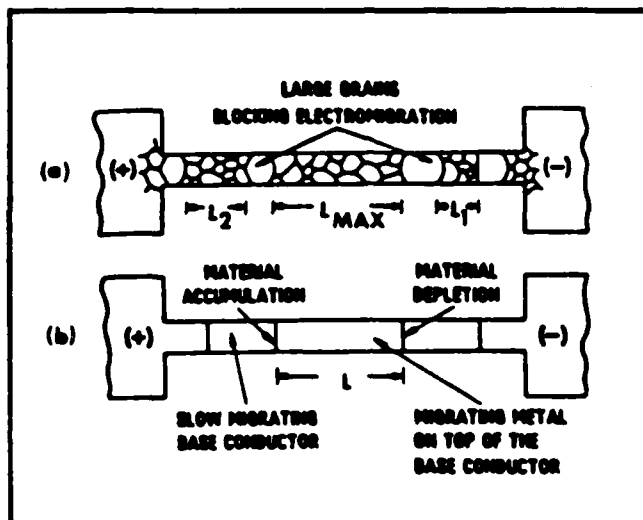 LARGE GRAINS
BLOCKING ELECTROMIGRATION
(a) (+) (-)
L2 LMAX L1
MATERIAL ACCUMULATION
MATERIAL DEPLETION
(b) (+) (-)
L
SLOW MIGRATING BASE CONDUCTOR
MIGRATING METAL ON TOP OF THE BASE CONDUCTOR